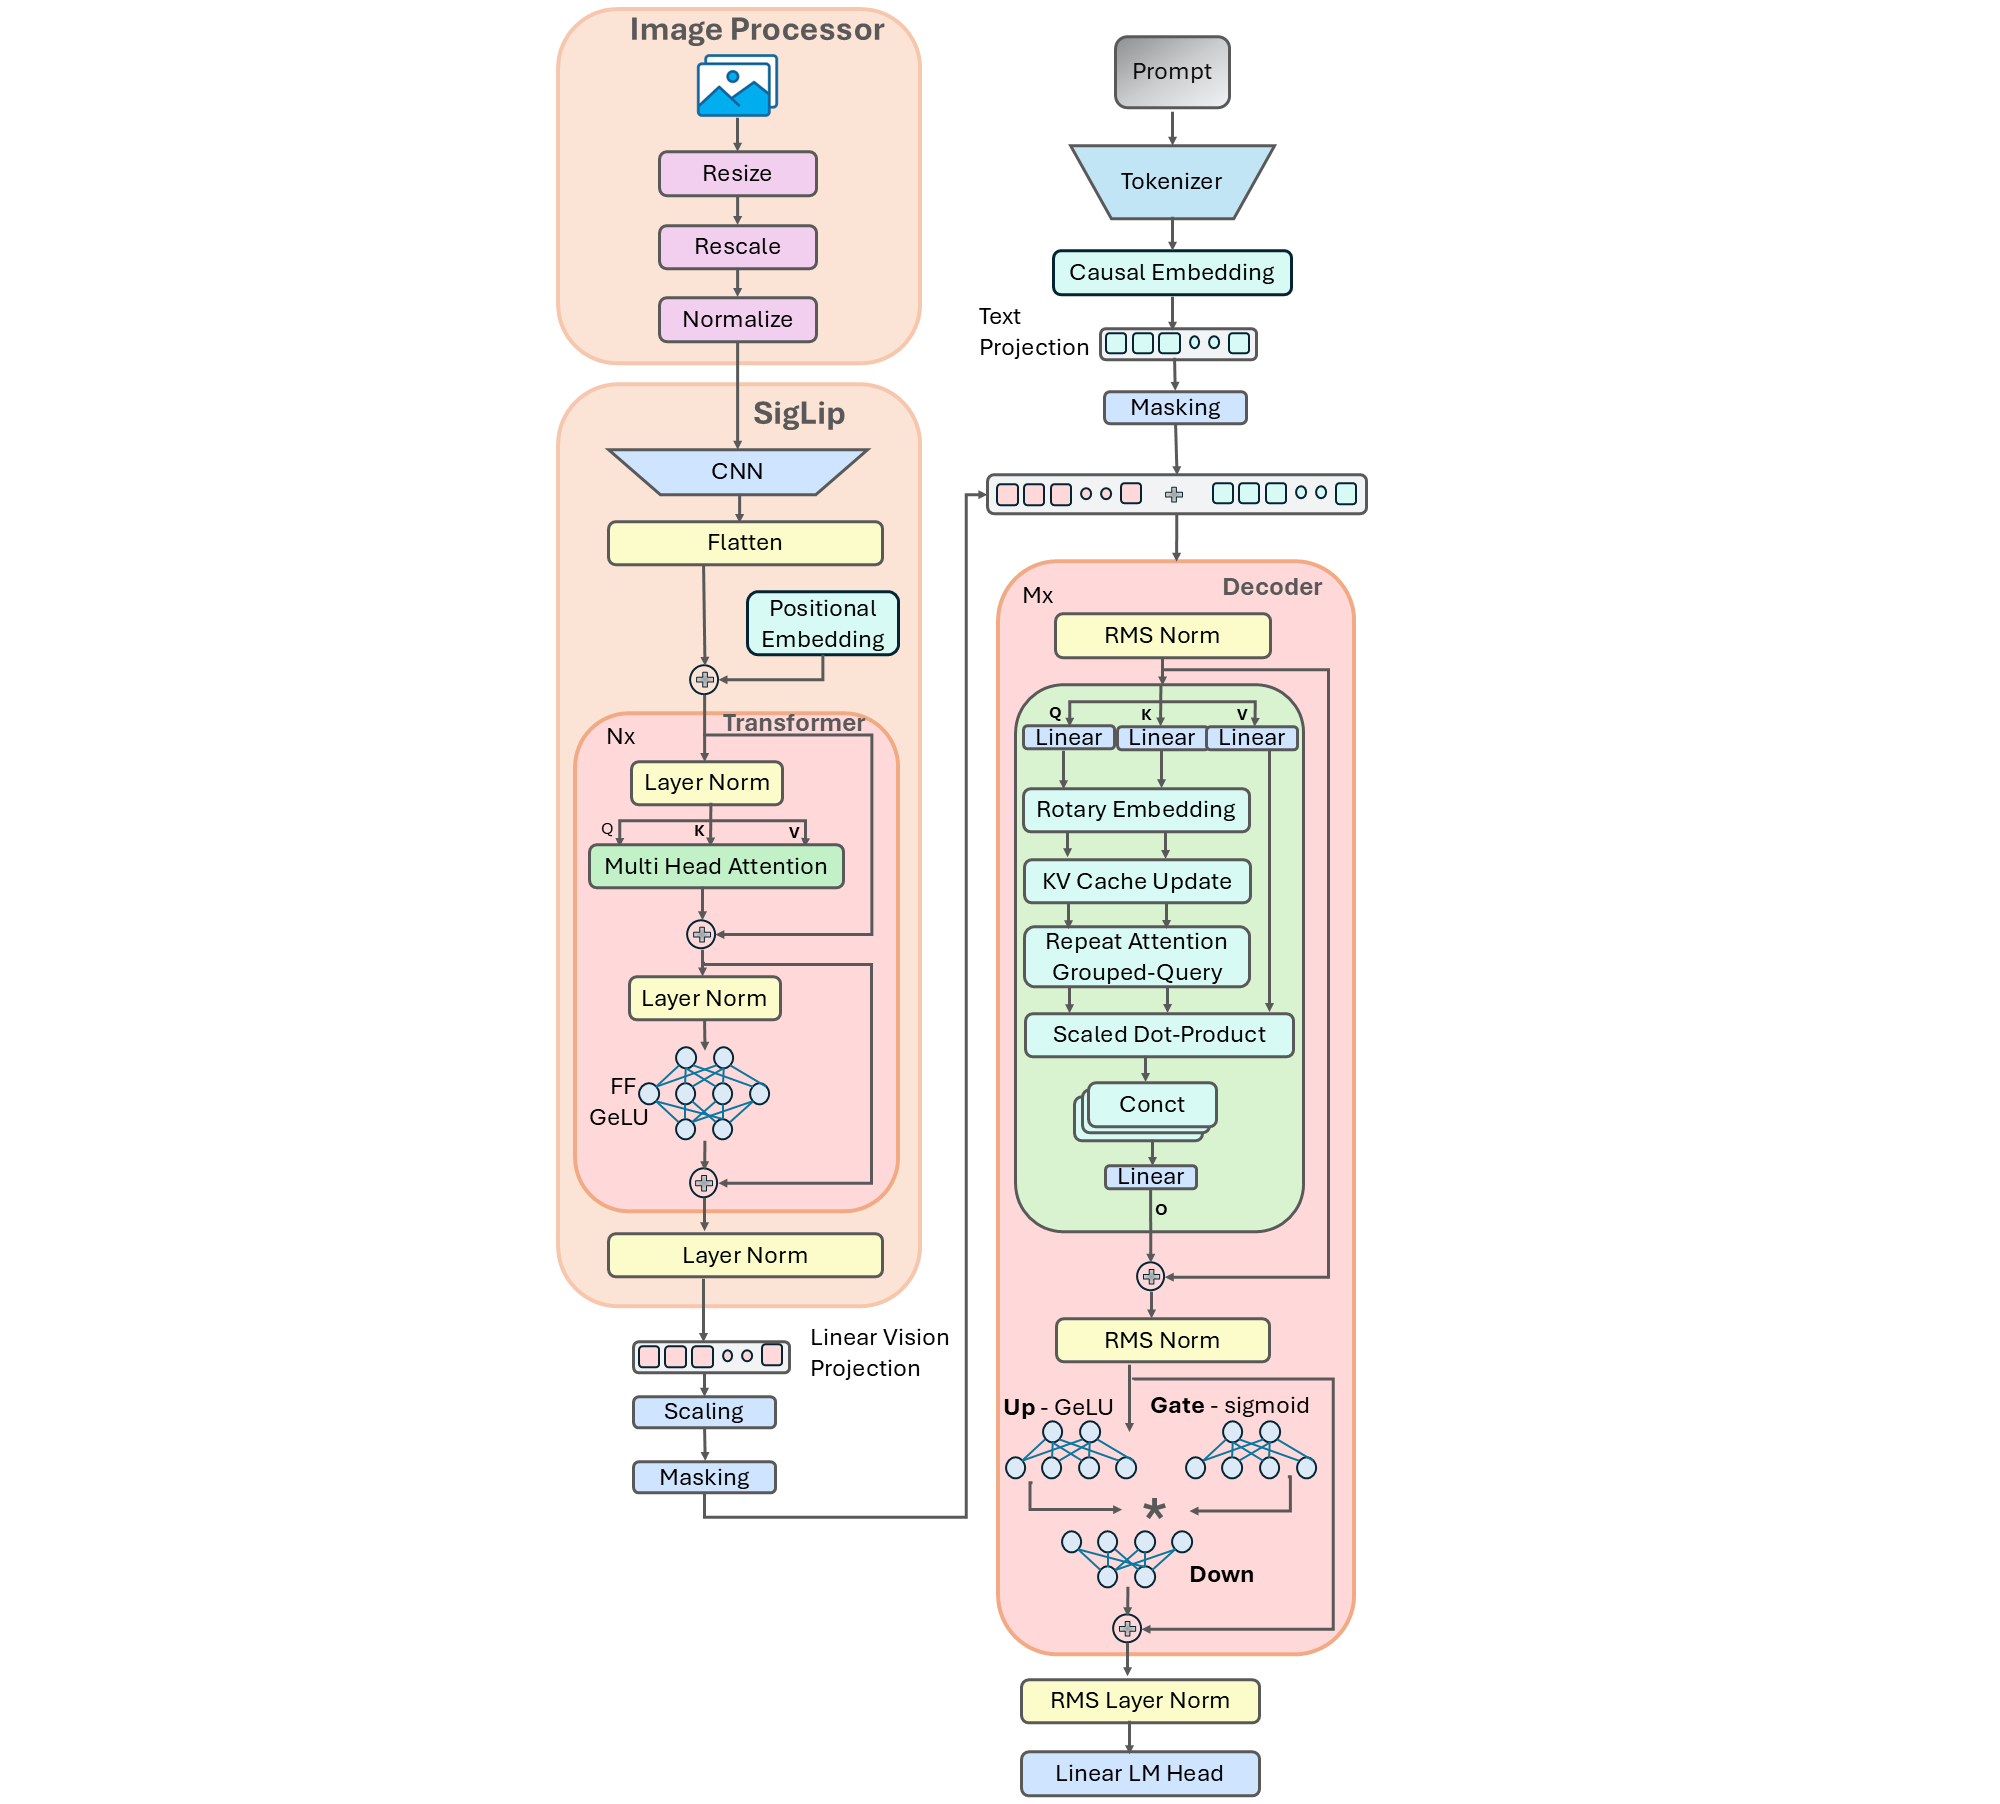 Image Processor
Resize
Rescale
Normalize
SigLip
CNN
Flatten
Positional
Embedding
Transformer
Nx
Layer Norm
Q
K
V
Multi Head Attention
Layer Norm
FF
GeLU
Layer Norm
Linear Vision
Projection
Scaling
Masking
Prompt
Tokenizer
Causal Embedding
Text
Projection
Masking
Decoder
Mx
RMS Norm
Q
K
V
Linear
Linear
Linear
Rotary Embedding
KV Cache Update
Repeat Attention
Grouped-Query
Scaled Dot-Product
Conct
Linear
O
RMS Norm
Up - GeLU
Gate - sigmoid
*
Down
RMS Layer Norm
Linear LM Head